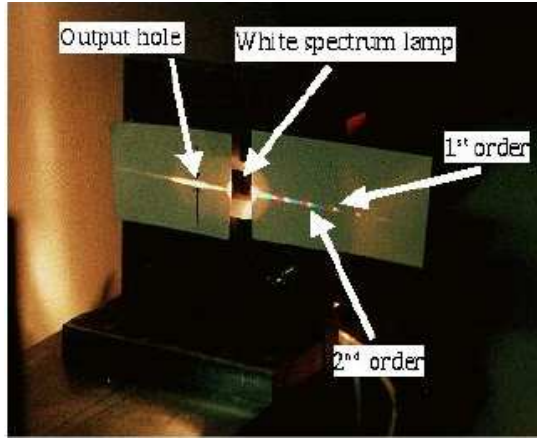 Output hole
White spectrum lamp
1st order
2nd order